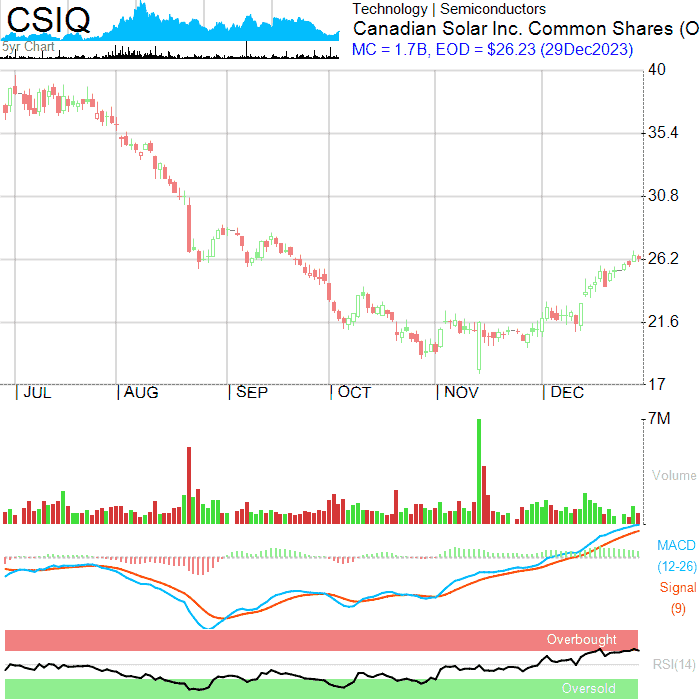 CSIQ
5yr Chart
Technology | Semiconductors
Canadian Solar Inc. Common Shares (O
MC = 1.7B, EOD = $26.23 (29Dec2023)
40
35.4
30.8
26.2
21.6
17
JUL AUG SEP OCT NOV DEC
7M
Volume
MACD
(12-26)
Signal
(9)
Overbought
RSI(14)
Oversold